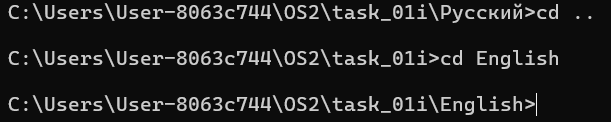 C:\Users\User-8063c744\OS2\task_01i\Русский>cd ..
C:\Users\User-8063c744\OS2\task_01i>cd English
C:\Users\User-8063c744\OS2\task_01i\English>